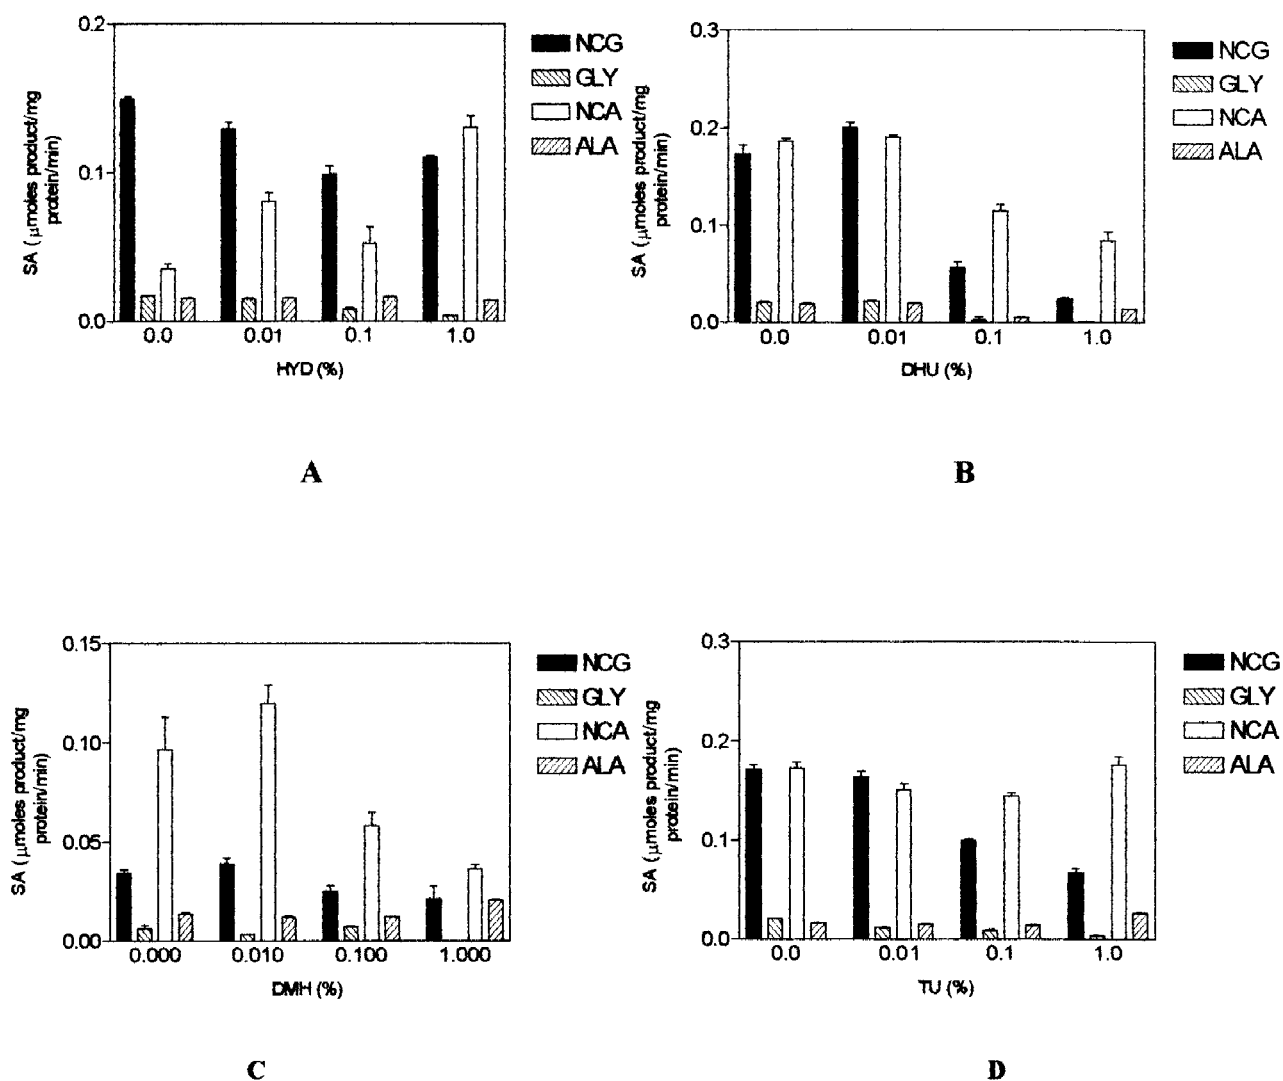 0.2
0.1
0.0
SA (μmoles product/mg
protein/min)
0.0 0.01 0.1 1.0
HYD (%)
NCG
GLY
NCA
ALA
A
0.3
0.2
0.1
0.0
SA (μmoles product/mg
protein/min)
0.0 0.01 0.1 1.0
DHU (%)
NCG
GLY
NCA
ALA
B
0.15
0.10
0.05
0.00
SA (μmoles product/mg
protein/min)
0.000 0.010 0.100 1.000
DMH (%)
NCG
GLY
NCA
ALA
C
0.3
0.2
0.1
0.0
SA (μmoles product/mg
protein/min)
0.0 0.01 0.1 1.0
TU (%)
NCG
GLY
NCA
ALA
D